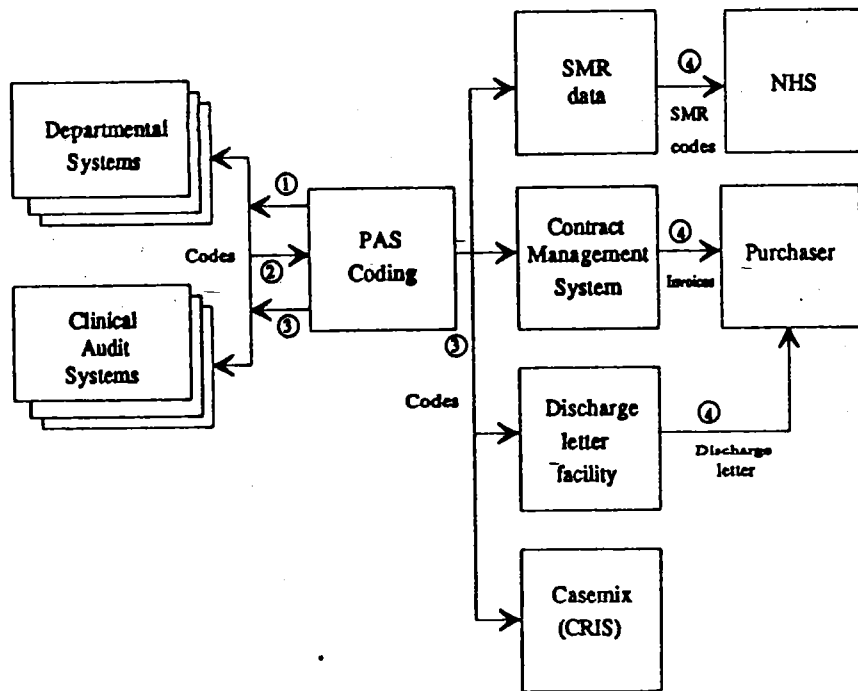 SMR
data
④
SMR
codes
NHS
Departmental
Systems
①
Codes
②
③
PAS
Coding
Contract
Management
System
④
Invoices
Purchaser
Clinical
Audit
Systems
③
Codes
Discharge
letter
facility
④
Discharge
letter
Casemix
(CRIS)